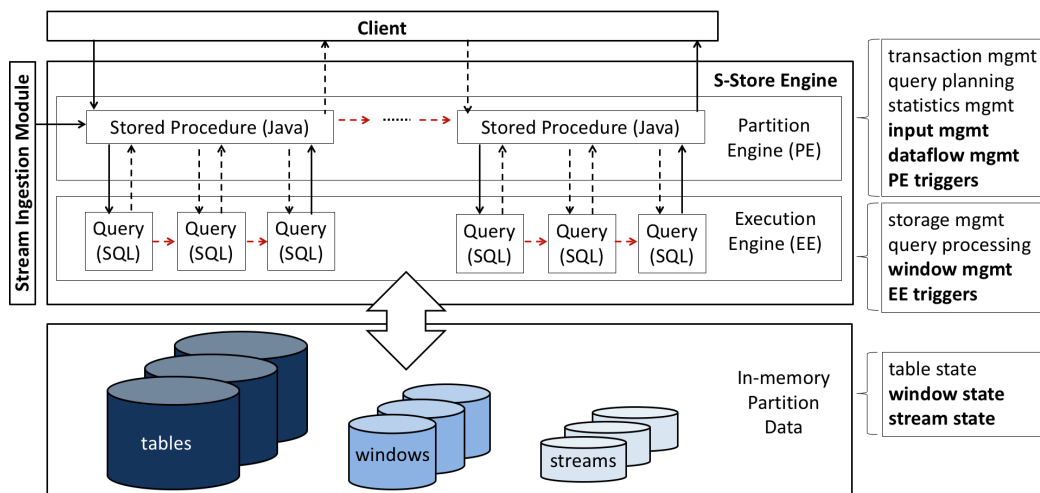 Client
Stream Ingestion Module
S-Store Engine
Stored Procedure (Java)
Stored Procedure (Java)
Partition
Engine (PE)
Query
(SQL)
Query
(SQL)
Query
(SQL)
Query
(SQL)
Query
(SQL)
Query
(SQL)
Execution
Engine (EE)
tables
windows
streams
In-memory
Partition
Data
transaction mgmt
query planning
statistics mgmt
input mgmt
dataflow mgmt
PE triggers
storage mgmt
query processing
window mgmt
EE triggers
table state
window state
stream state